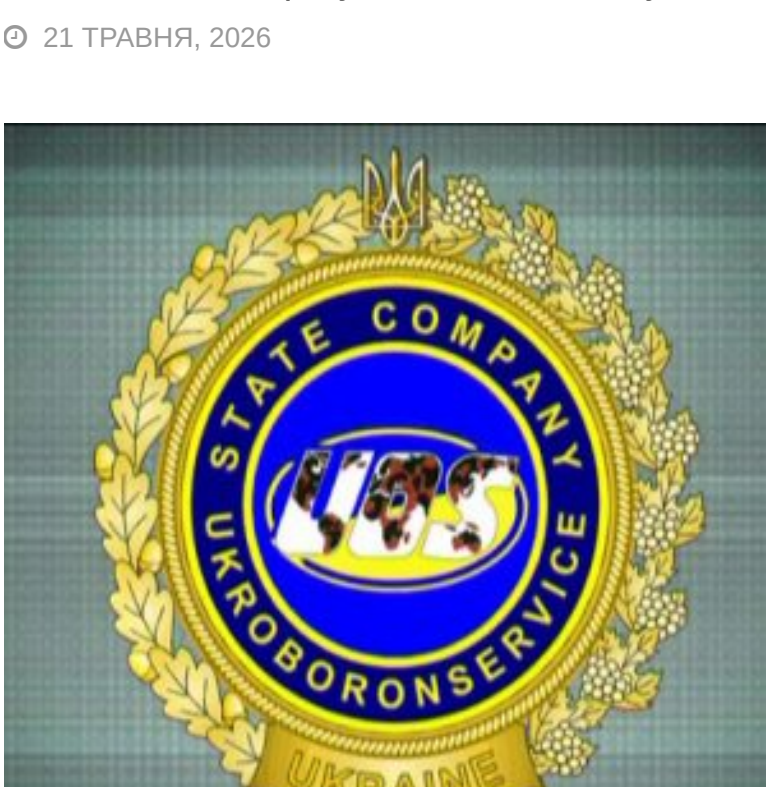 21 ТРАВНЯ, 2026
STATE COMPANY
UBS
UKROBORONSERVICE
UKRAINE